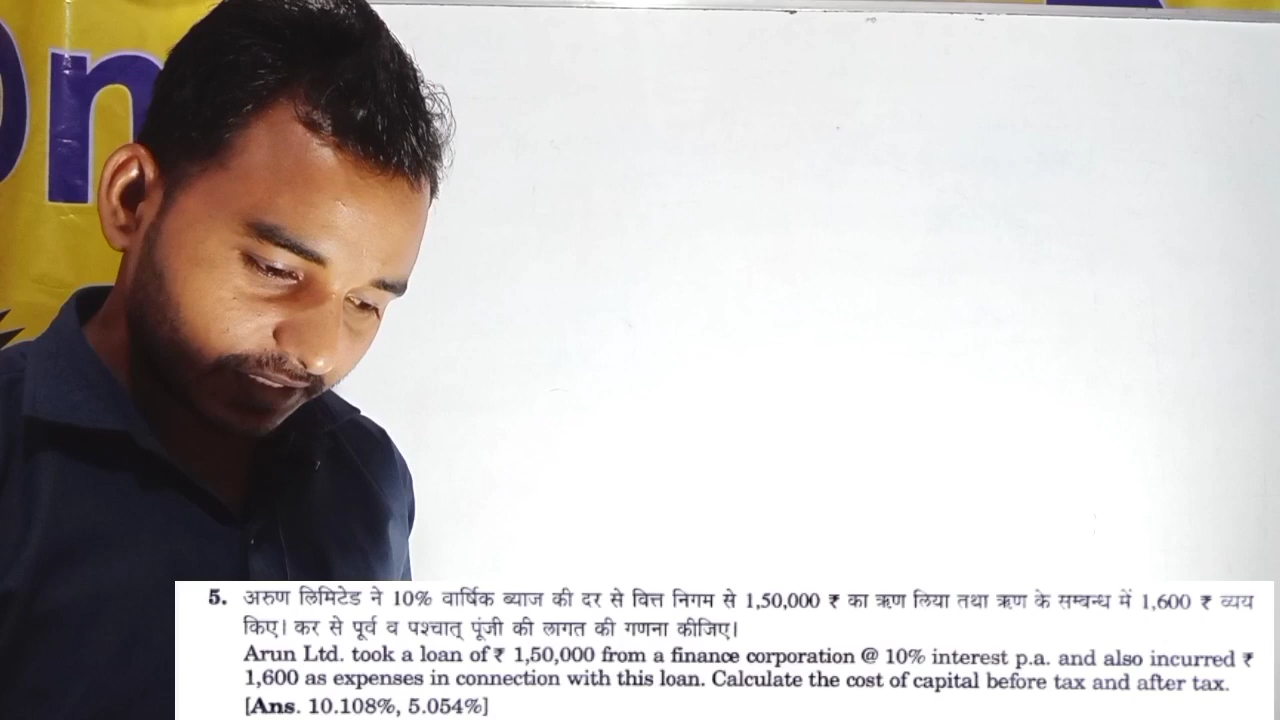 On
5. अरुण लिमिटेड ने 10% वार्षिक ब्याज की दर से वित्त निगम से 1,50,000 ₹ का ऋण लिया तथा ऋण के सम्बन्ध में 1,600 ₹ व्यय
किए। कर से पूर्व व पश्चात् पूंजी की लागत की गणना कीजिए।
Arun Ltd. took a loan of ₹ 1,50,000 from a finance corporation @ 10% interest p.a. and also incurred ₹
1,600 as expenses in connection with this loan. Calculate the cost of capital before tax and after tax.
[Ans. 10.108%, 5.054%]